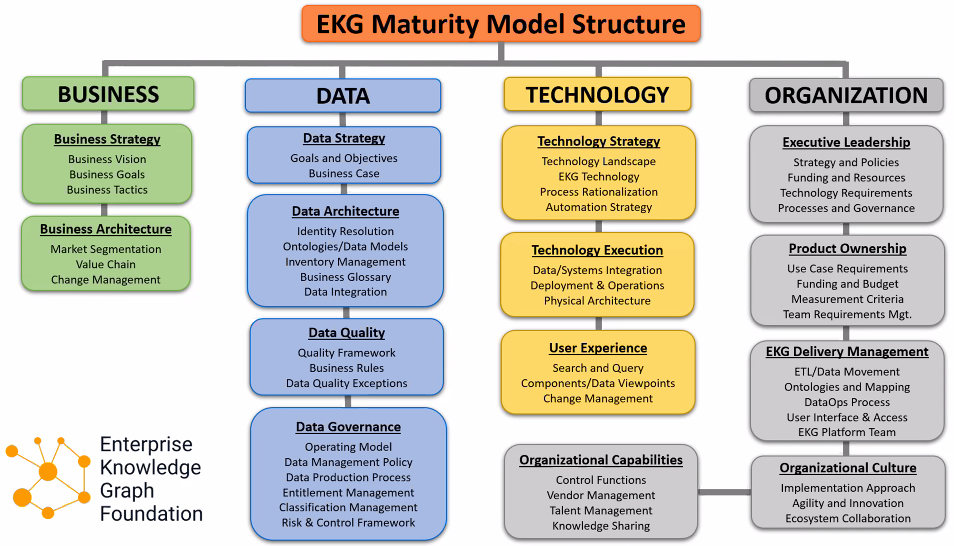 EKG Maturity Model Structure
BUSINESS
Business Strategy
Business Vision
Business Goals
Business Tactics
Business Architecture
Market Segmentation
Value Chain
Change Management
DATA
Data Strategy
Goals and Objectives
Business Case
Data Architecture
Identity Resolution
Ontologies/Data Models
Inventory Management
Business Glossary
Data Integration
Data Quality
Quality Framework
Business Rules
Data Quality Exceptions
Data Governance
Operating Model
Data Management Policy
Data Production Process
Entitlement Management
Classification Management
Risk & Control Framework
TECHNOLOGY
Technology Strategy
Technology Landscape
EKG Technology
Process Rationalization
Automation Strategy
Technology Execution
Data/Systems Integration
Deployment & Operations
Physical Architecture
User Experience
Search and Query
Components/Data Viewpoints
Change Management
ORGANIZATION
Executive Leadership
Strategy and Policies
Funding and Resources
Technology Requirements
Processes and Governance
Product Ownership
Use Case Requirements
Funding and Budget
Measurement Criteria
Team Requirements Mgt.
EKG Delivery Management
ETL/Data Movement
Ontologies and Mapping
DataOps Process
User Interface & Access
EKG Platform Team
Organizational Culture
Implementation Approach
Agility and Innovation
Ecosystem Collaboration
Organizational Capabilities
Control Functions
Vendor Management
Talent Management
Knowledge Sharing
Enterprise
Knowledge
Graph
Foundation